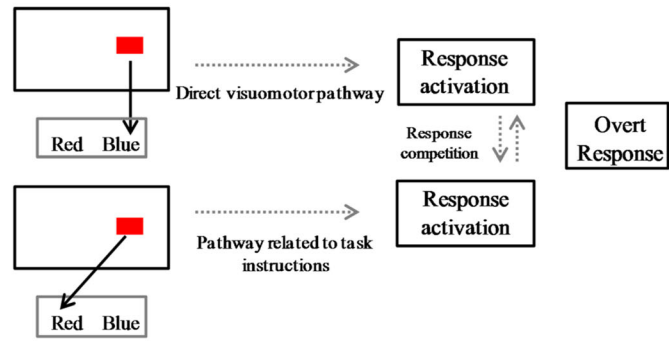 Response
activation
Direct visuomotor pathway
Red Blue
Response
competition
Overt
Response
Response
activation
Pathway related to task
instructions
Red Blue